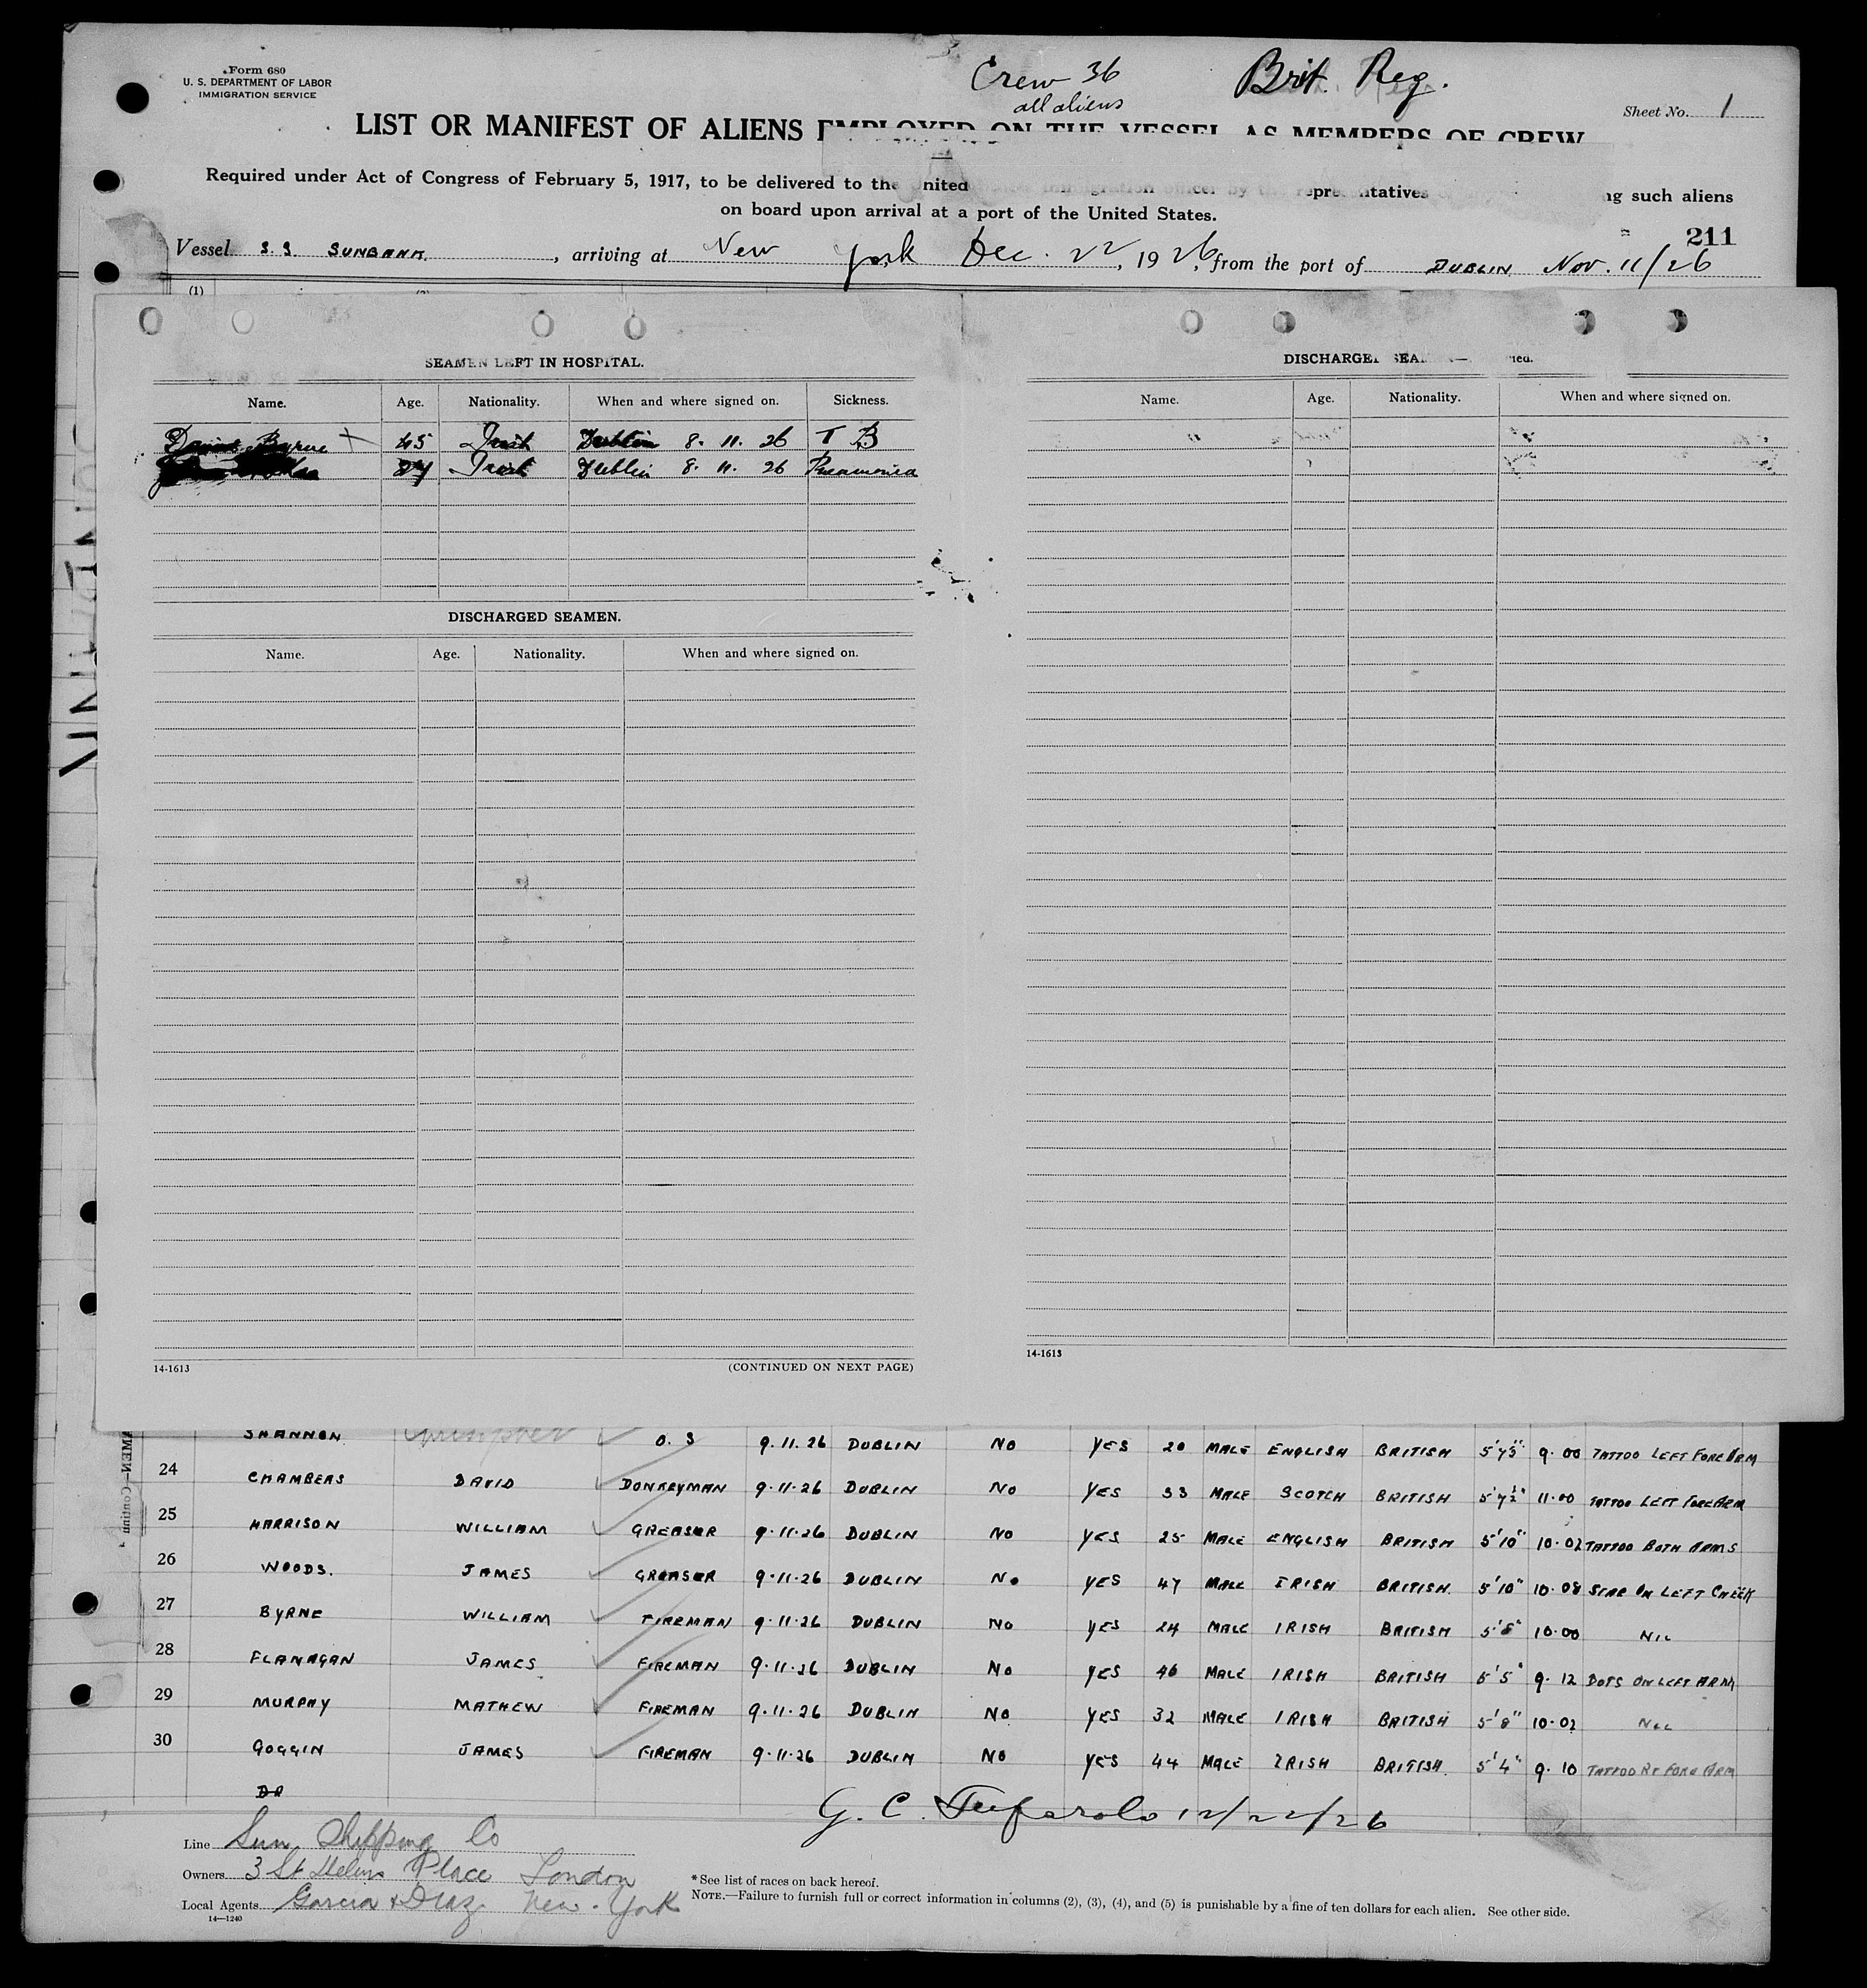 Form 680
U. S. DEPARTMENT OF LABOR
IMMIGRATION SERVICE
Crew 36
all aliens
Brit. Reg.
Sheet No. 1
LIST OR MANIFEST OF ALIENS EMPLOYED ON THE VESSEL AS MEMBERS OF CREW
Required under Act of Congress of February 5, 1917, to be delivered to the United
ng such aliens
on board upon arrival at a port of the United States.
211
Vessel S.S. SUNBANK, arriving at New York Dec. 22, 1926, from the port of DUBLIN Nov. 11/26
(1)
SEAMEN LEFT IN HOSPITAL.
Name. Age. Nationality. When and where signed on. Sickness.
Byrne 45 Irish Dublin 8. 11. 26 T B
Irish Dublin 8. 11. 26 Pneamonia
DISCHARGED SEAMEN.
Name. Age. Nationality. When and where signed on.
14-1613 (CONTINUED ON NEXT PAGE)
Name. Age. Nationality. When and where signed on.
14-1613
SHANNON O. S 9.11.26 DUBLIN NO YES 20 MALE ENGLISH BRITISH 9.00 TATTOO LEFT FOREARM
24 CHAMBERS DAVID DONKEYMAN 9.11.26 DUBLIN NO YES 33 MALE SCOTCH BRITISH 5'7½" 11.00 TATTOO LEFT FOREARM
25 HARRISON WILLIAM GREASER 9.11.26 DUBLIN NO YES 25 MALE ENGLISH BRITISH 5'10" 10.02 TATTOO BOTH ARMS
26 WOODS. JAMES GREASER 9.11.26 DUBLIN NO YES 47 MALE IRISH BRITISH. 5'10" 10.08 SCAR ON LEFT CHEEK
27 BYRNE WILLIAM FIREMAN 9.11.26 DUBLIN NO YES 24 MALE IRISH BRITISH 5'8" 10.00 NIL
28 FLANAGAN JAMES FIREMAN 9.11.26 DUBLIN NO YES 46 MALE IRISH BRITISH 5'5" 9.12 DOTS ON LEFT ARM
29 MURPHY MATHEW FIREMAN 9.11.26 DUBLIN NO YES 32 MALE IRISH BRITISH 5'8" 10.02 NIL
30 GOGGIN JAMES FIREMAN 9.11.26 DUBLIN NO YES 44 MALE IRISH BRITISH. 5'4" 9.10 TATTOO RT FORE ARM
G. C. 12/22/26
Line Sun Shipping Co
Owners 3 St Helens Place London
Local Agents Garcia & Diaz New York
14—1240
*See list of races on back hereof.
NOTE.—Failure to furnish full or correct information in columns (2), (3), (4), and (5) is punishable by a fine of ten dollars for each alien. See other side.